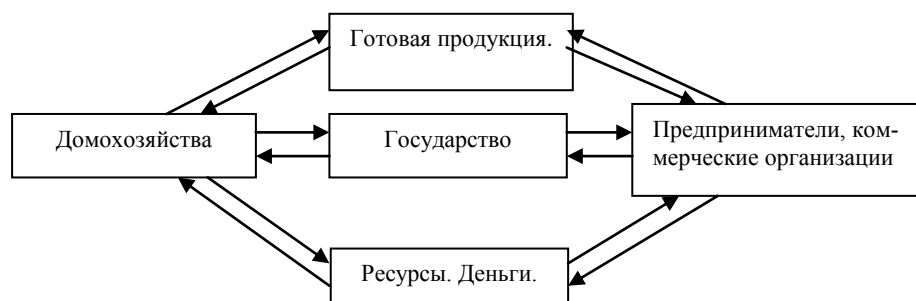 Готовая продукция.
Домохозяйства
Государство
Предприниматели, ком-
мерческие организации
Ресурсы. Деньги.